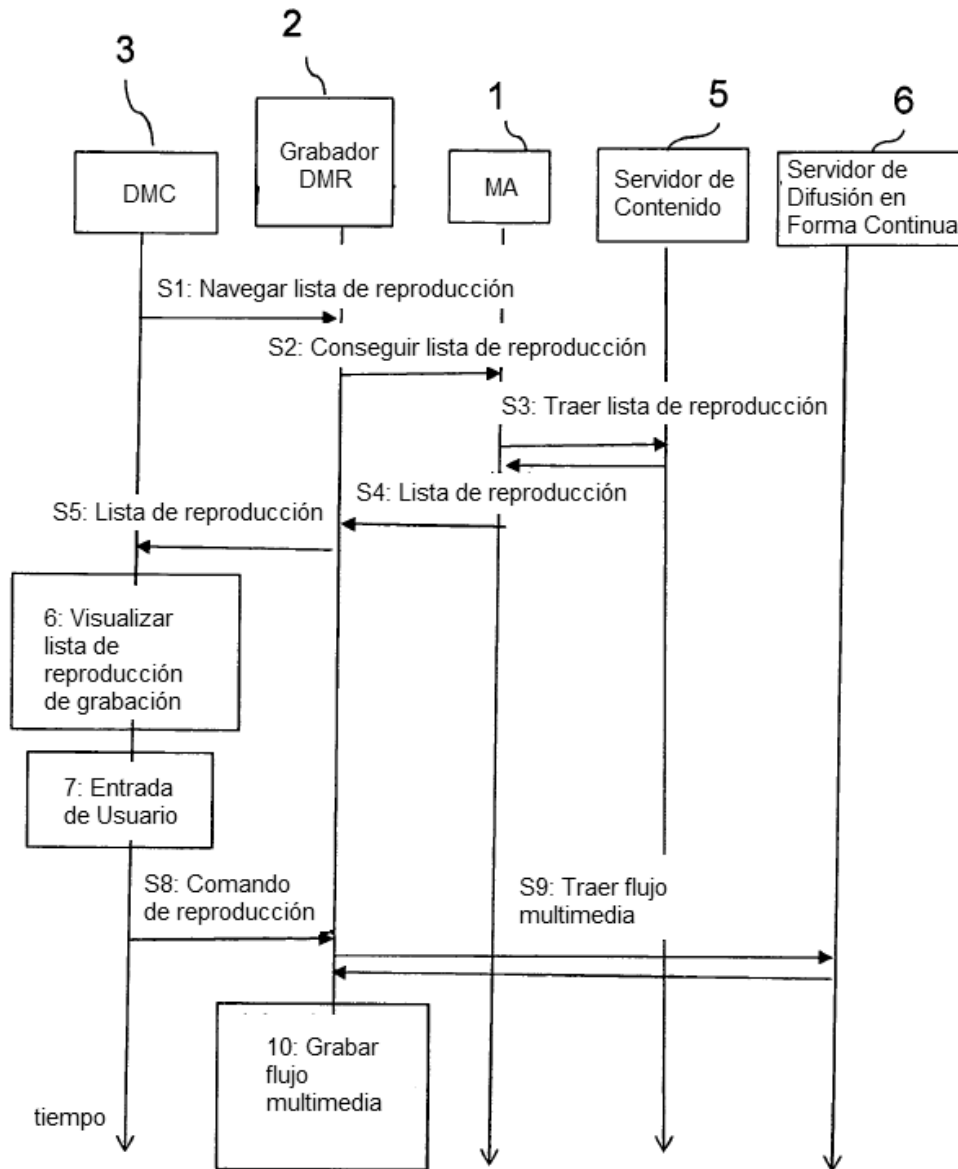 3
2
1
5
6
DMC
Grabador
DMR
MA
Servidor de
Contenido
Servidor de
Difusión en
Forma Continua
S1: Navegar lista de reproducción
S2: Conseguir lista de reproducción
S3: Traer lista de reproducción
S4: Lista de reproducción
S5: Lista de reproducción
6: Visualizar
lista de
reproducción
de grabación
7: Entrada
de Usuario
S8: Comando
de reproducción
S9: Traer flujo
multimedia
10: Grabar
flujo
multimedia
tiempo